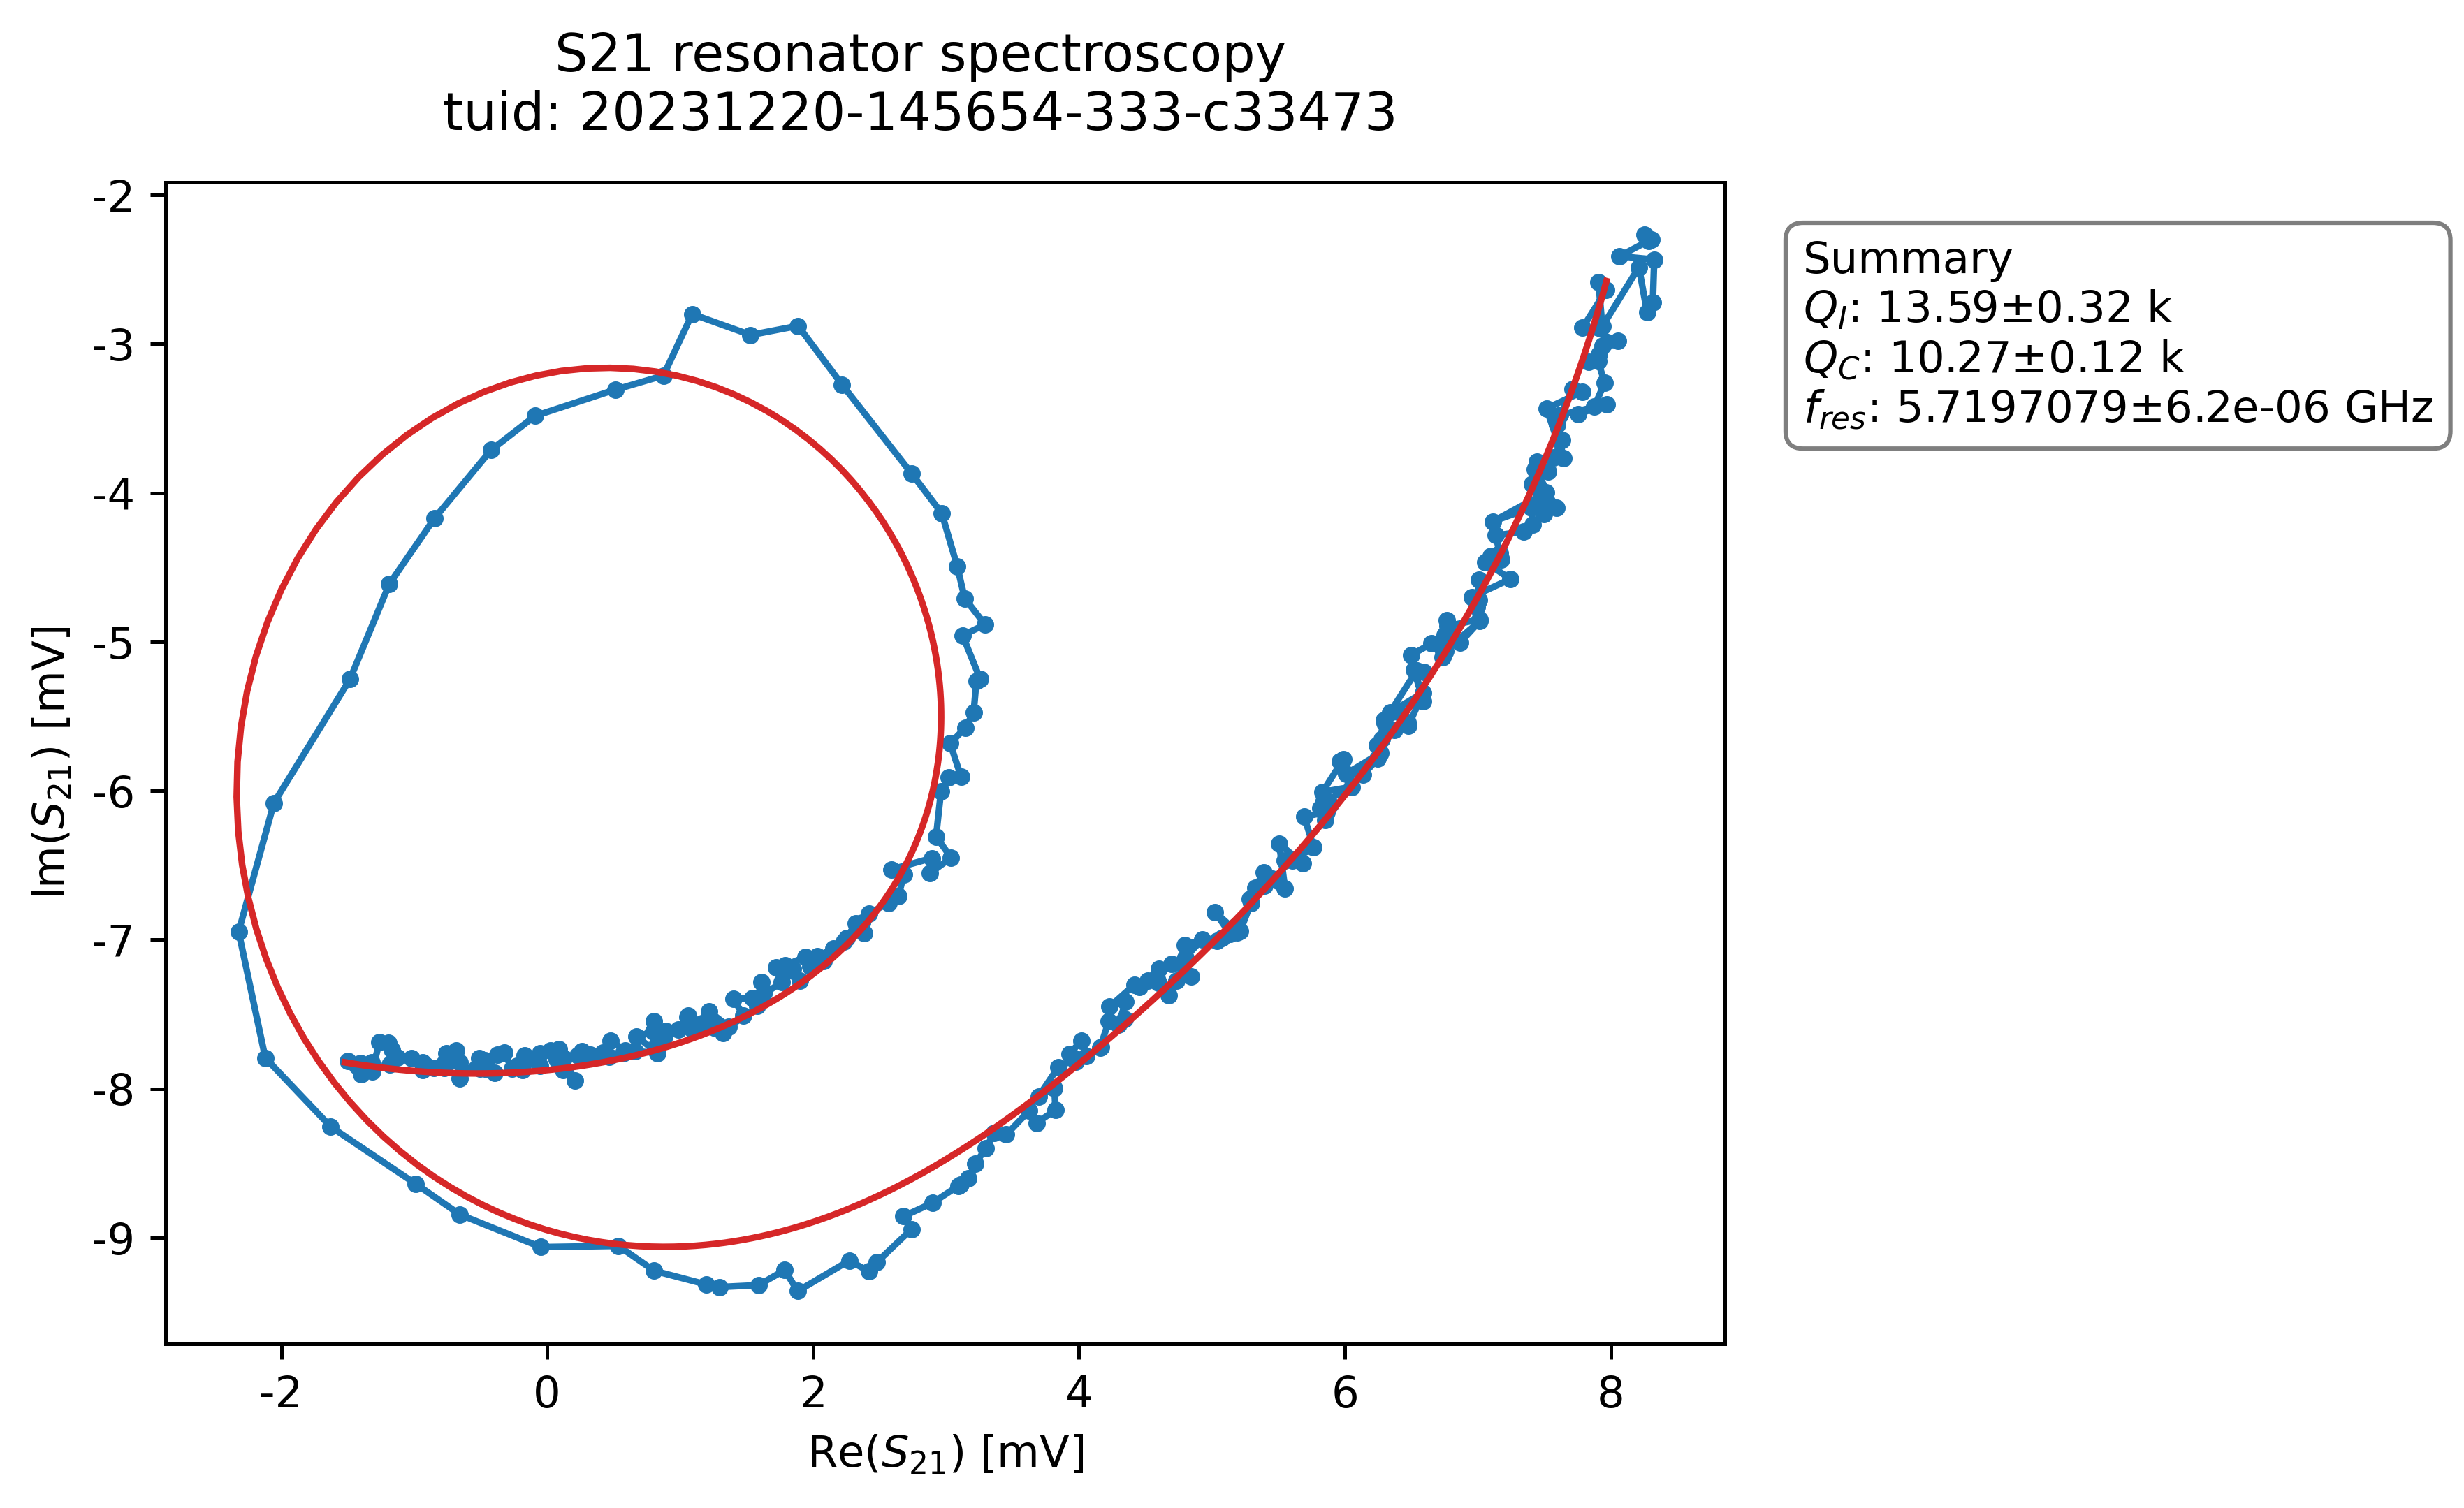 S21 resonator spectroscopy
tuid: 20231220-145654-333-c33473
-2
-3
-4
-5
-6
-7
-8
-9
Im(S21) [mV]
-2 0 2 4 6 8
Re(S21) [mV]
Summary
QI: 13.59±0.32 k
QC: 10.27±0.12 k
fres: 5.7197079±6.2e-06 GHz